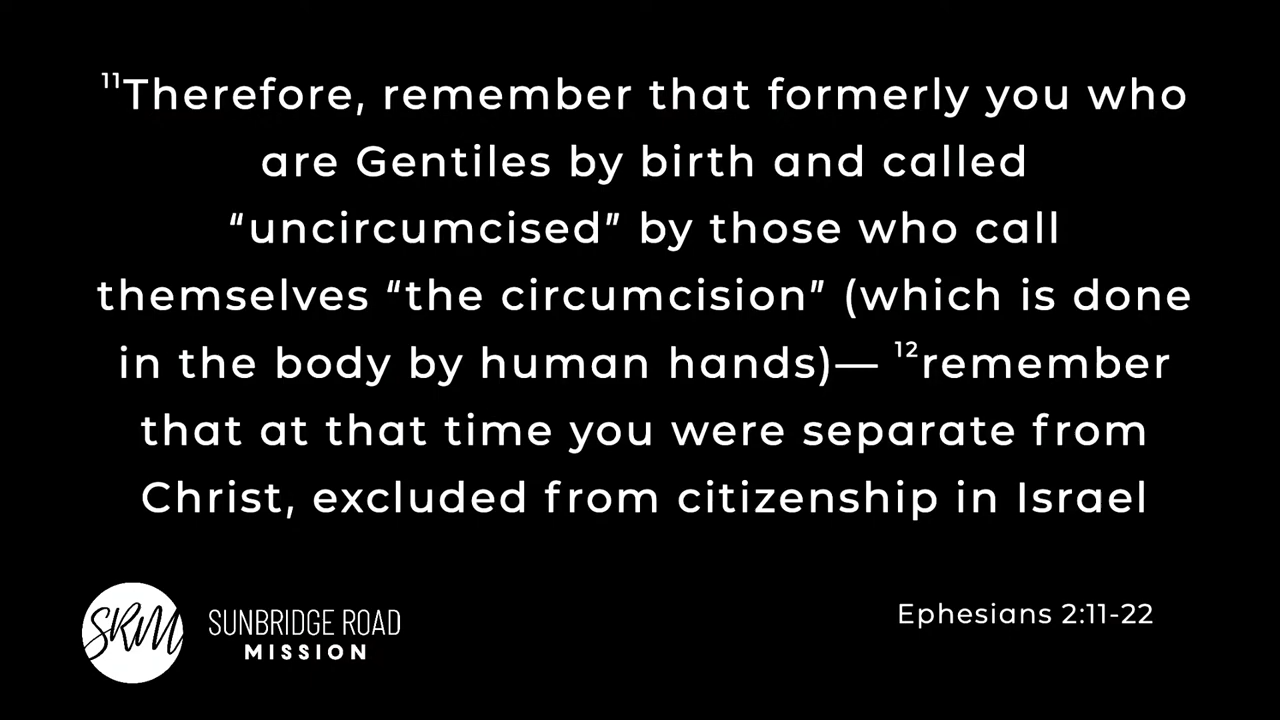 ¹¹Therefore, remember that formerly you who
are Gentiles by birth and called
“uncircumcised” by those who call
themselves “the circumcision” (which is done
in the body by human hands)— ¹²remember
that at that time you were separate from
Christ, excluded from citizenship in Israel
SRM
SUNBRIDGE ROAD
MISSION
Ephesians 2:11-22